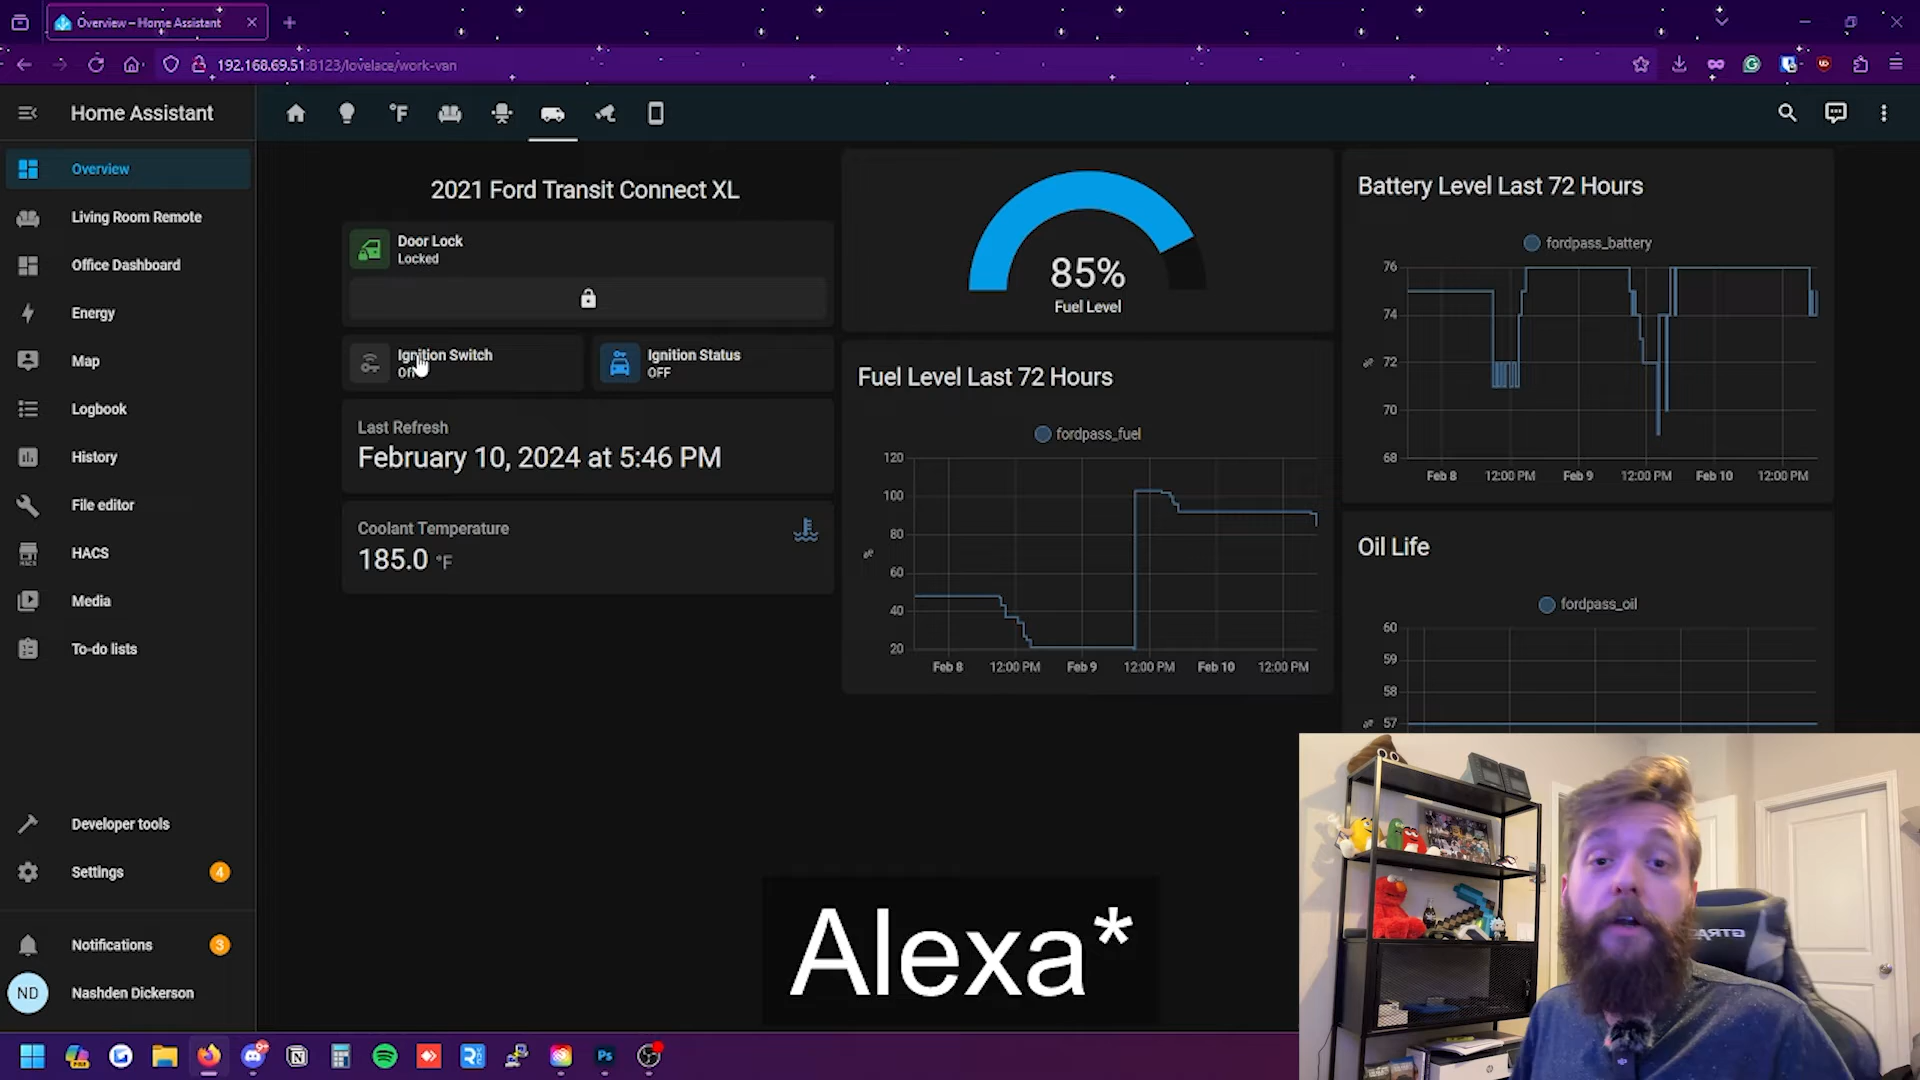 Overview – Home Assistant
192.168.69.51:8123/lovelace/work-van
Home Assistant
°F
Overview
Living Room Remote
Office Dashboard
Energy
Map
Logbook
History
File editor
HACS
HACS
Media
To-do lists
Developer tools
Settings
4
Notifications
3
ND
Nashden Dickerson
2021 Ford Transit Connect XL
Door Lock
Locked
Ignition Switch
Off
Ignition Status
OFF
Last Refresh
February 10, 2024 at 5:46 PM
Coolant Temperature
185.0 °F
85%
Fuel Level
Fuel Level Last 72 Hours
fordpass_fuel
120
100
80
%
60
40
20
Feb 8
12:00 PM
Feb 9
12:00 PM
Feb 10
12:00 PM
Battery Level Last 72 Hours
fordpass_battery
76
74
%
72
70
68
Feb 8
12:00 PM
Feb 9
12:00 PM
Feb 10
12:00 PM
Oil Life
fordpass_oil
60
59
58
%
57
Alexa*
Ps